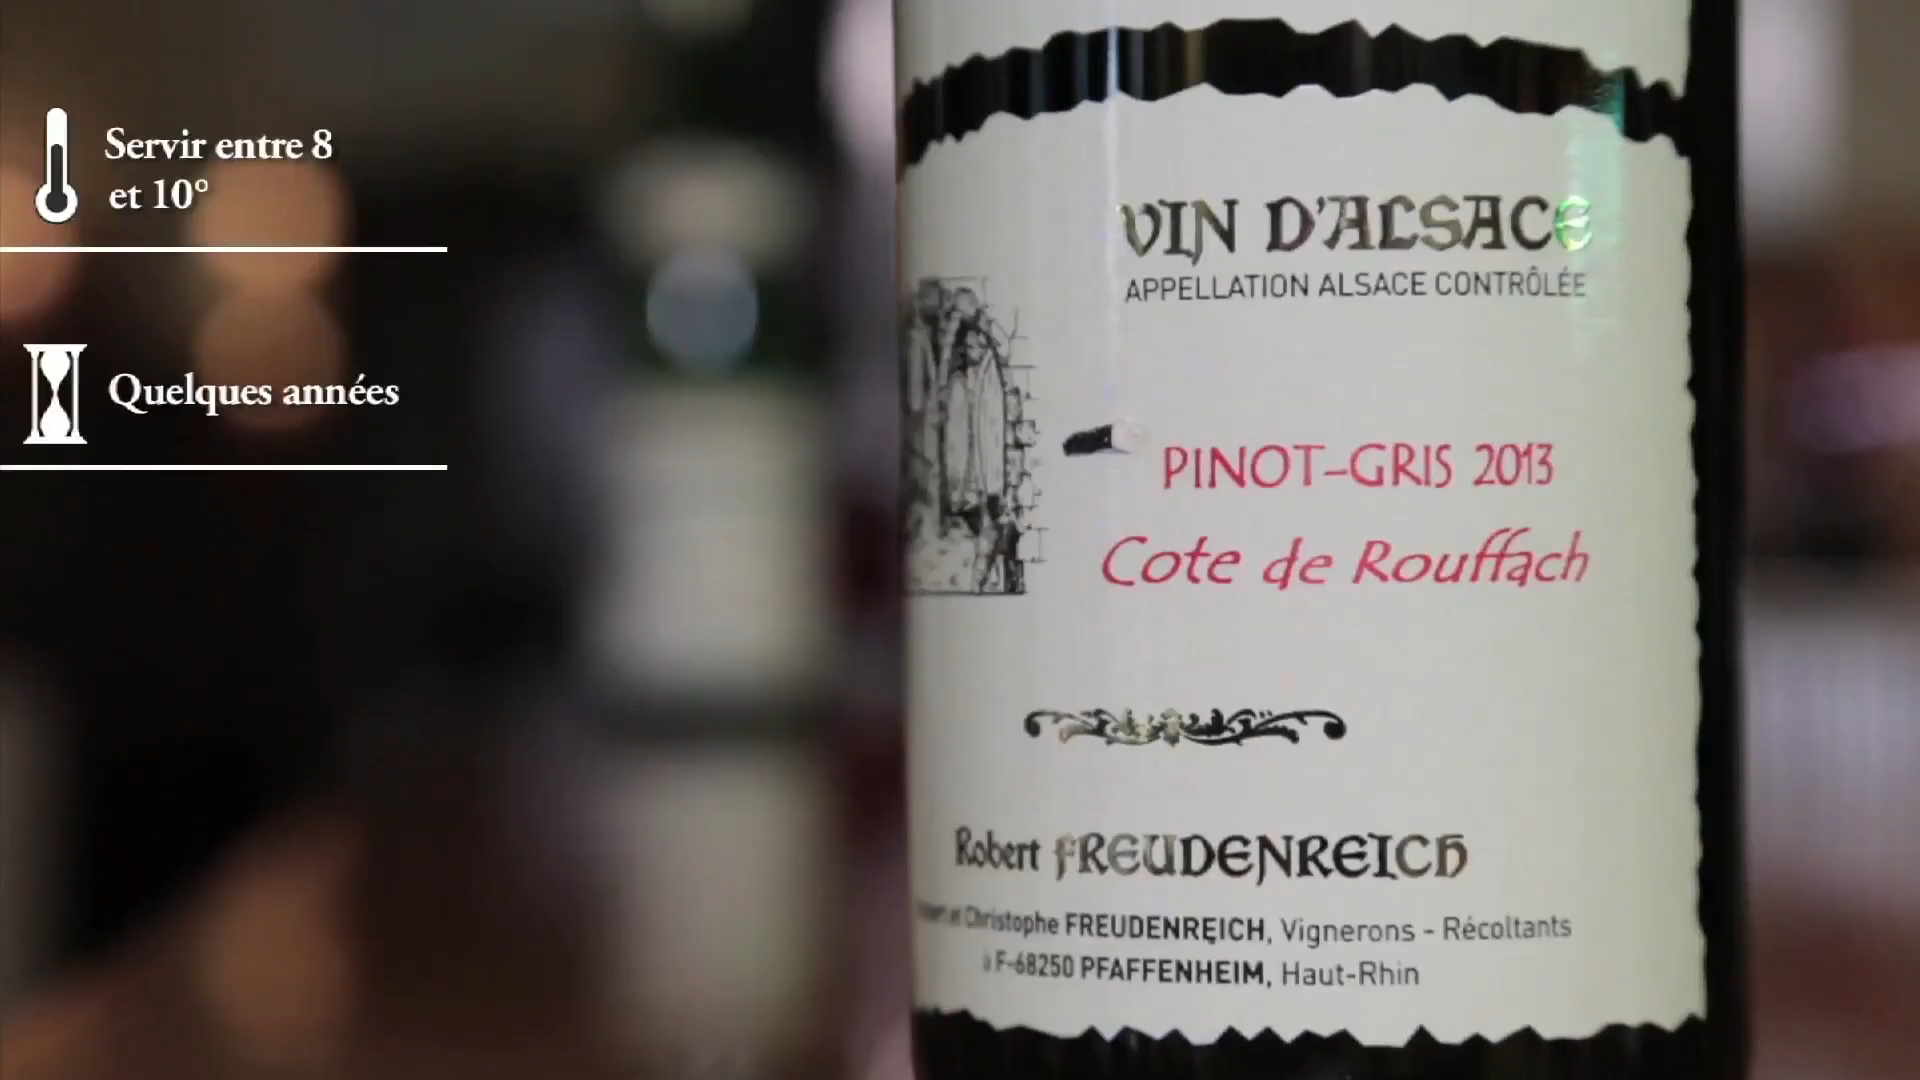 Servir entre 8
et 10°
Quelques années
VIN D'ALSACE
APPELLATION ALSACE CONTRÔLÉE
PINOT-GRIS 2013
Cote de Rouffach
Robert FREUDENREICH
et Christophe FREUDENREICH, Vignerons - Récoltants
à F-68250 PFAFFENHEIM, Haut-Rhin